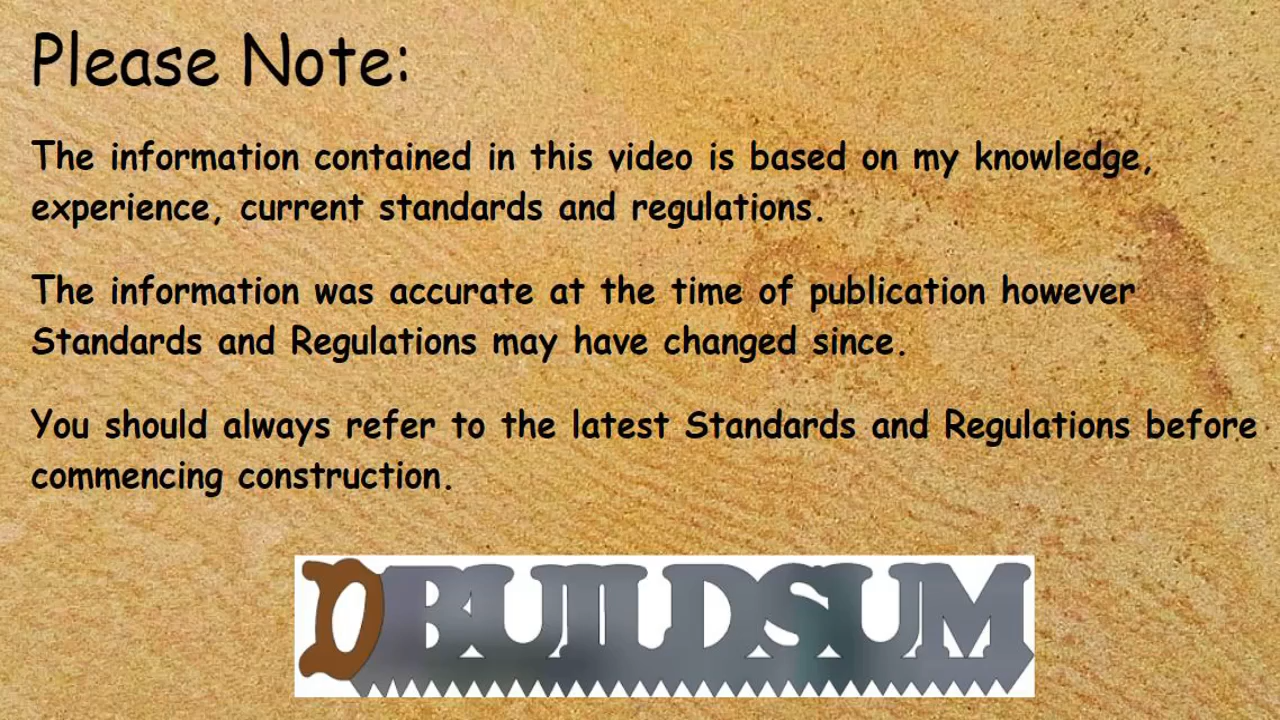 Please Note:
The information contained in this video is based on my knowledge,
experience, current standards and regulations.
The information was accurate at the time of publication however
Standards and Regulations may have changed since.
You should always refer to the latest Standards and Regulations before
commencing construction.
BUILDSUM